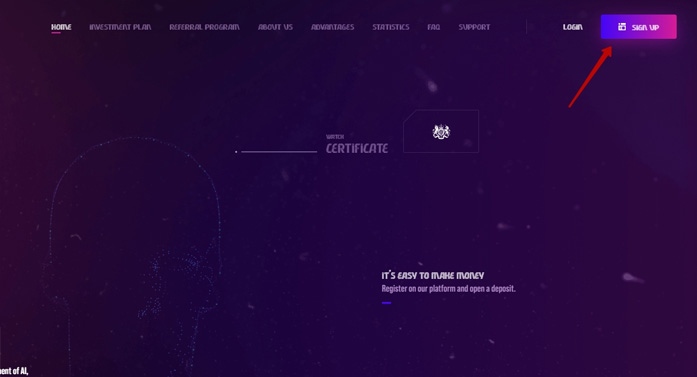 HOME
INVESTMENT PLAN
REFERRAL PROGRAM
ABOUT US
ADVANTAGES
STATISTICS
FAQ
SUPPORT
LOGIN
SIGN UP
WATCH
CERTIFICATE
IT'S EASY TO MAKE MONEY
Register on our platform and open a deposit.
ment of AI,